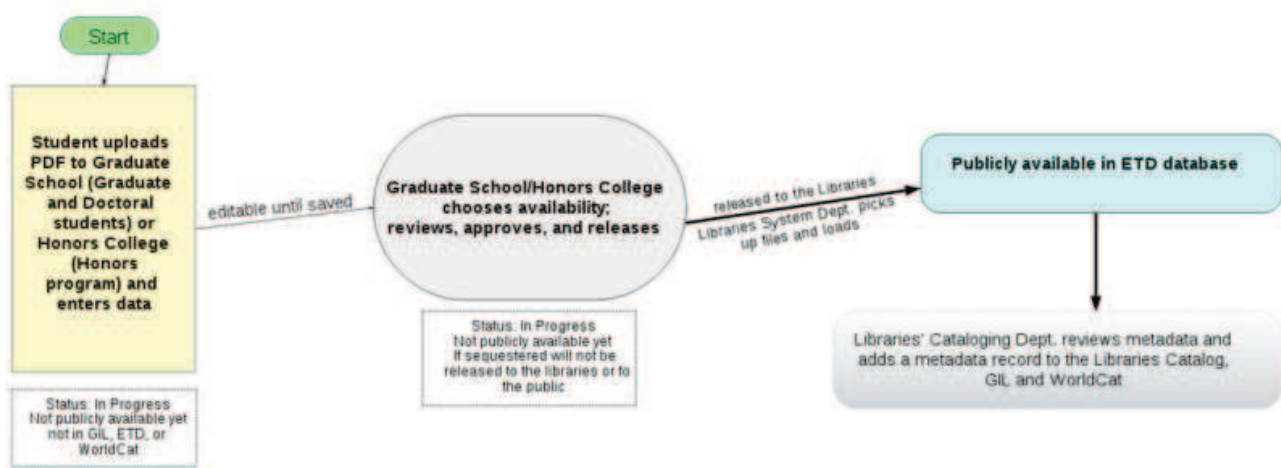 Start
Student uploads
PDF to Graduate
School (Graduate
and Doctoral
students) or
Honors College
(Honors
program) and
enters data
Status: In Progress
Not publicly available yet
not in GIL, ETD, or
WorldCat
editable until saved
Graduate School/Honors College
chooses availability;
reviews, approves, and releases
Status: In Progress
Not publicly available yet
If sequestered will not be
released to the libraries or to
the public
released to the Libraries
Libraries System Dept. picks
up files and loads
Publicly available in ETD database
Libraries' Cataloging Dept. reviews metadata and
adds a metadata record to the Libraries Catalog,
GIL and WorldCat